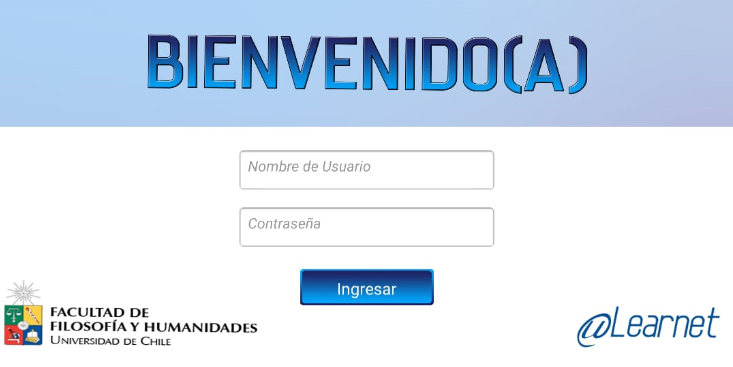 BIENVENIDO(A)
Nombre de Usuario
Contraseña
Ingresar
FACULTAD DE
FILOSOFÍA Y HUMANIDADES
UNIVERSIDAD DE CHILE
@Learnet